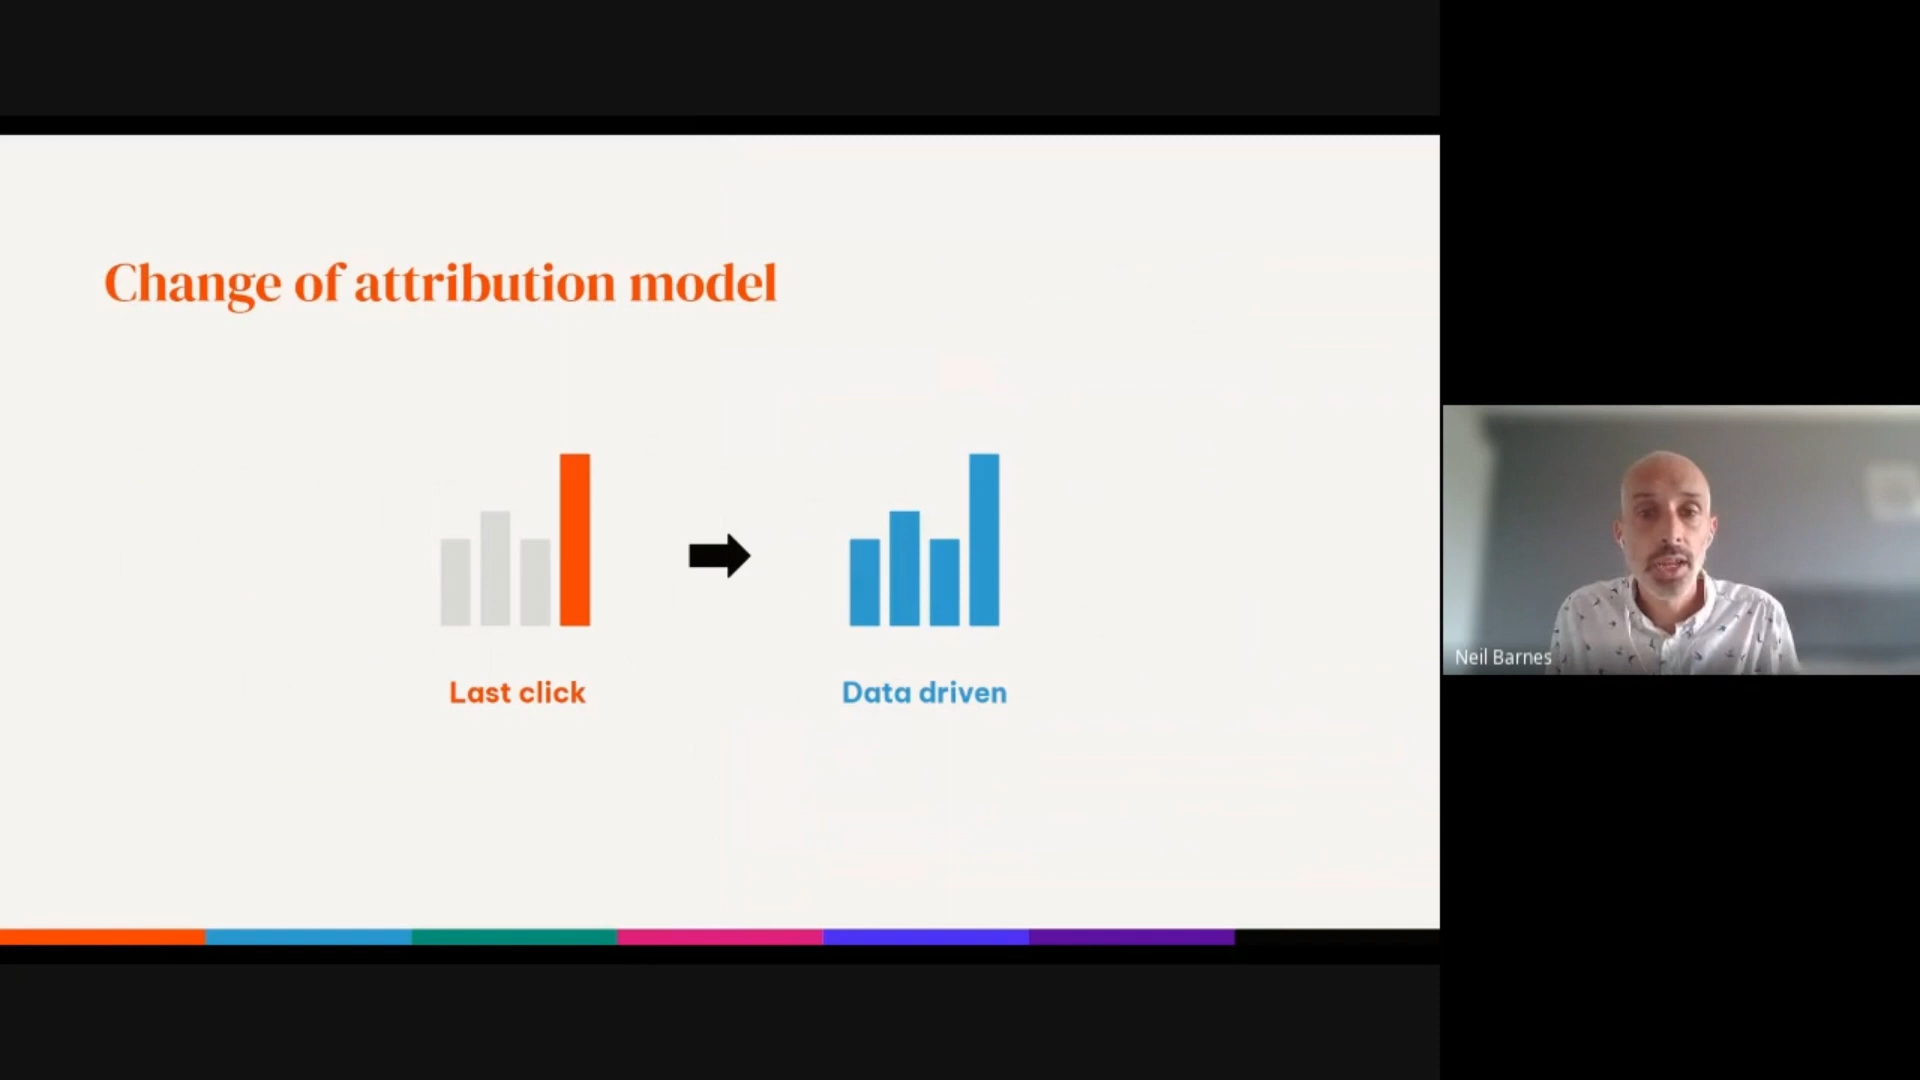 Change of attribution model
Last click
Data driven
Neil Barnes